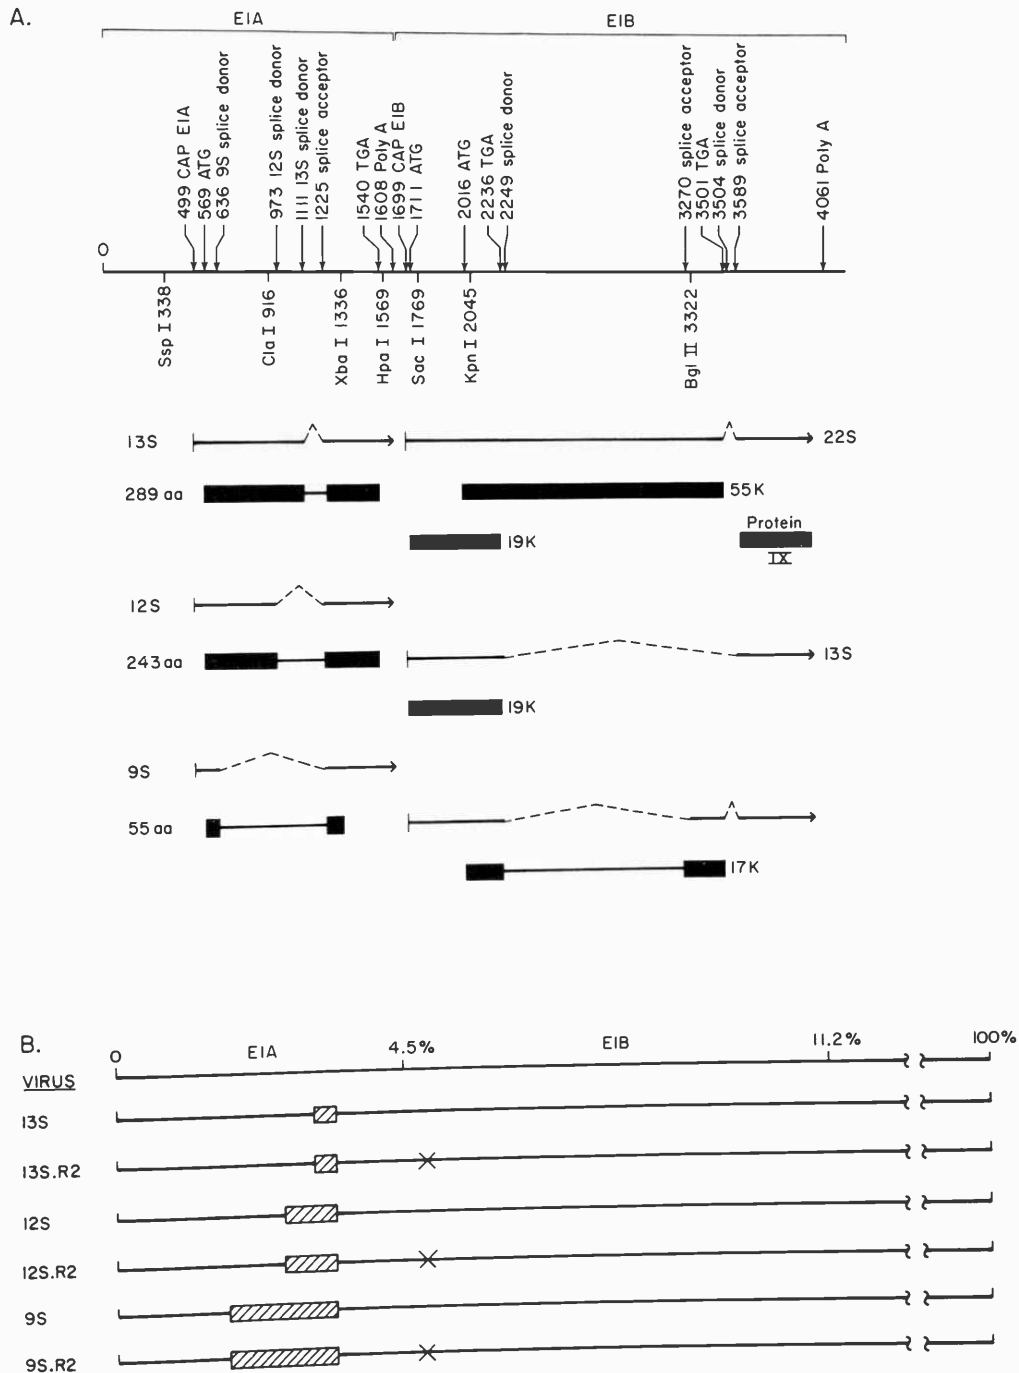 A.
E1A
E1B
499 CAP E1A
569 ATG
636 9S splice donor
973 12S splice donor
1111 13S splice donor
1225 splice acceptor
1540 TGA
1608 Poly A
1699 CAP E1B
1711 ATG
2016 ATG
2236 TGA
2249 splice donor
3270 splice acceptor
3501 TGA
3504 splice donor
3589 splice acceptor
4061 Poly A
0
Ssp I 338
Cla I 916
Xba I 1336
Hpa I 1569
Sac I 1769
Kpn I 2045
Bgl II 3322
13S
22S
289 aa
55K
Protein
IX
19K
12S
243 aa
13S
19K
9S
55 aa
17K
B.
0
E1A
4.5%
E1B
11.2%
100%
VIRUS
13S
13S.R2
12S
12S.R2
9S
9S.R2